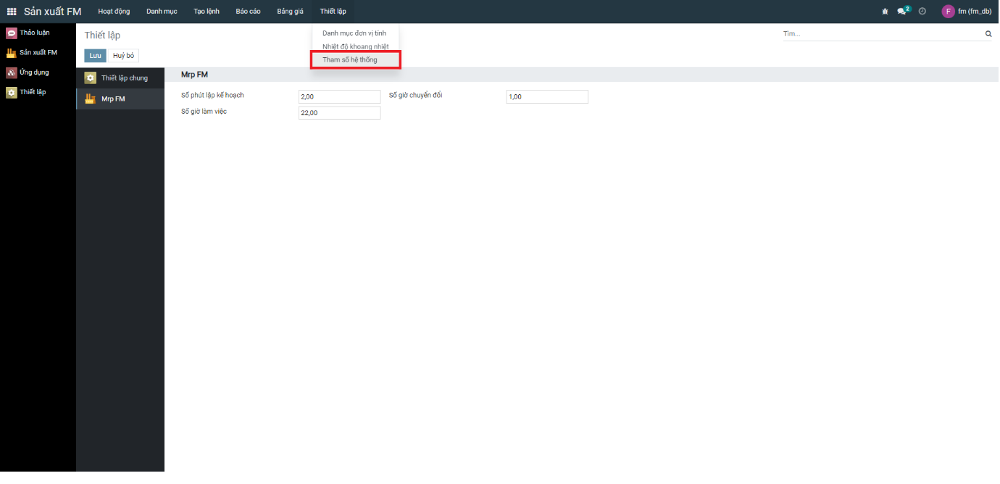 Sản xuất FM Hoạt động Danh mục Tạo lệnh Báo cáo Bảng giá Thiết lập 2 F fm (fm_db)
Thảo luận
Sản xuất FM
Ứng dụng
Thiết lập
Thiết lập
Tìm...
Lưu Huỷ bỏ
Danh mục đơn vị tính
Nhiệt độ khoang nhiệt
Tham số hệ thống
Thiết lập chung
Mrp FM
Mrp FM
Số phút lập kế hoạch 2,00 Số giờ chuyển đổi 1,00
Số giờ làm việc 22,00